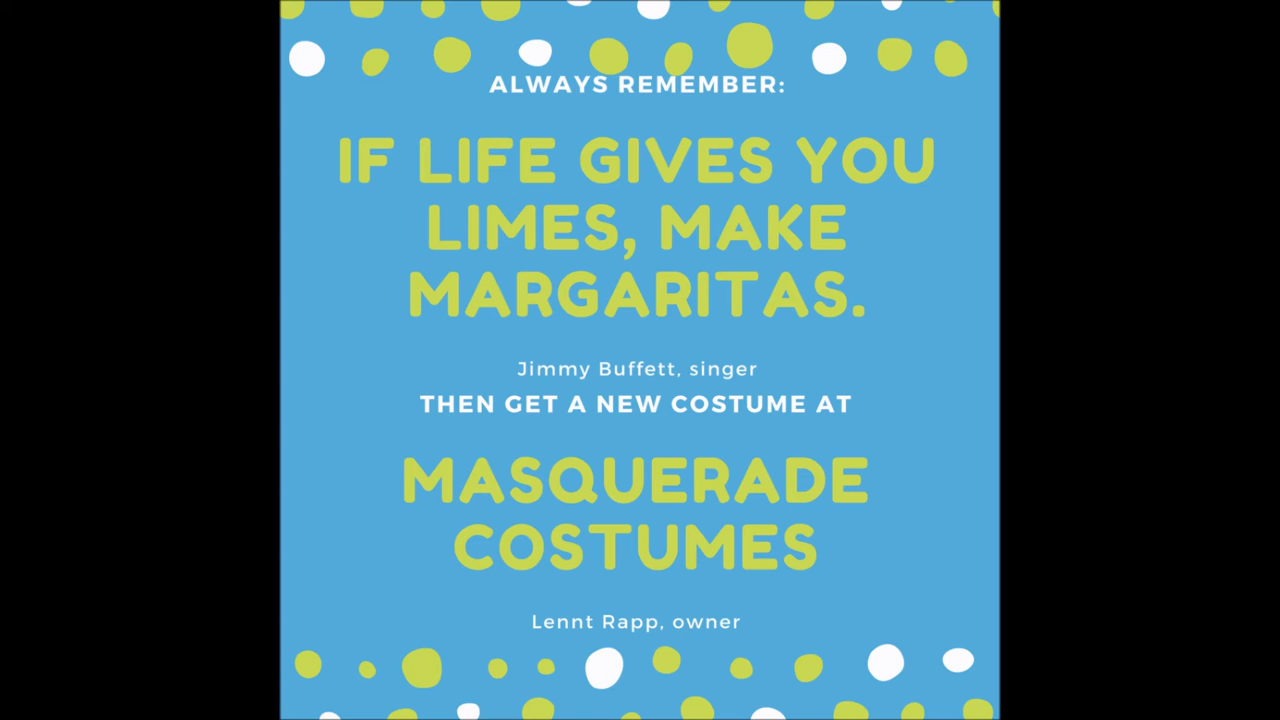 ALWAYS REMEMBER:
IF LIFE GIVES YOU
LIMES, MAKE
MARGARITAS.
Jimmy Buffett, singer
THEN GET A NEW COSTUME AT
MASQUERADE
COSTUMES
Lennt Rapp, owner